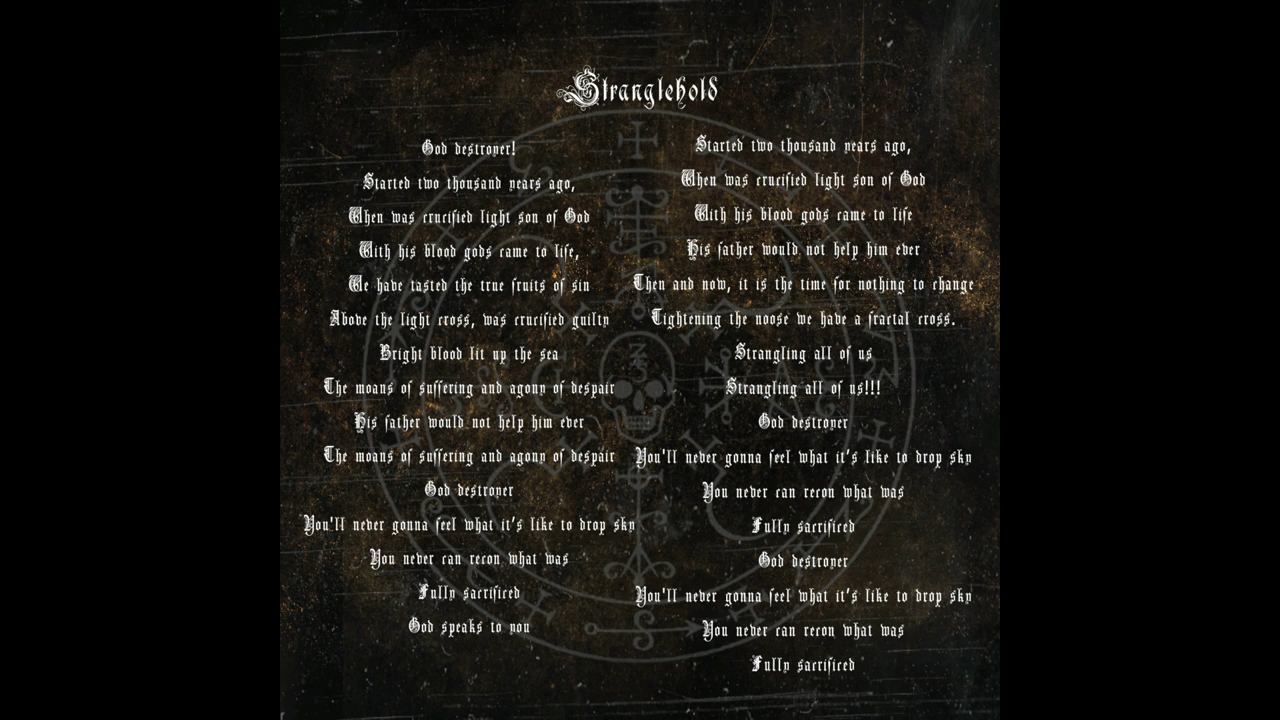 Stranglehold
God destroyer!
Started two thousand years ago,
When was crucified light son of God
With his blood gods came to life,
We have tasted the true fruits of sin
Above the light cross, was crucified guilty
Bright blood lit up the sea
The moans of suffering and agony of despair
His father would not help him ever
The moans of suffering and agony of despair
God destroyer
You'll never gonna feel what it's like to drop sky
You never can recon what was
Fully sacrificed
God speaks to you
Started two thousand years ago,
When was crucified light son of God
With his blood gods came to life
His father would not help him ever
Then and now, it is the time for nothing to change
Tightening the noose we have a fractal cross.
Strangling all of us
Strangling all of us!!!
God destroyer
You'll never gonna feel what it's like to drop sky
You never can recon what was
Fully sacrificed
God destroyer
You'll never gonna feel what it's like to drop sky
You never can recon what was
Fully sacrificed